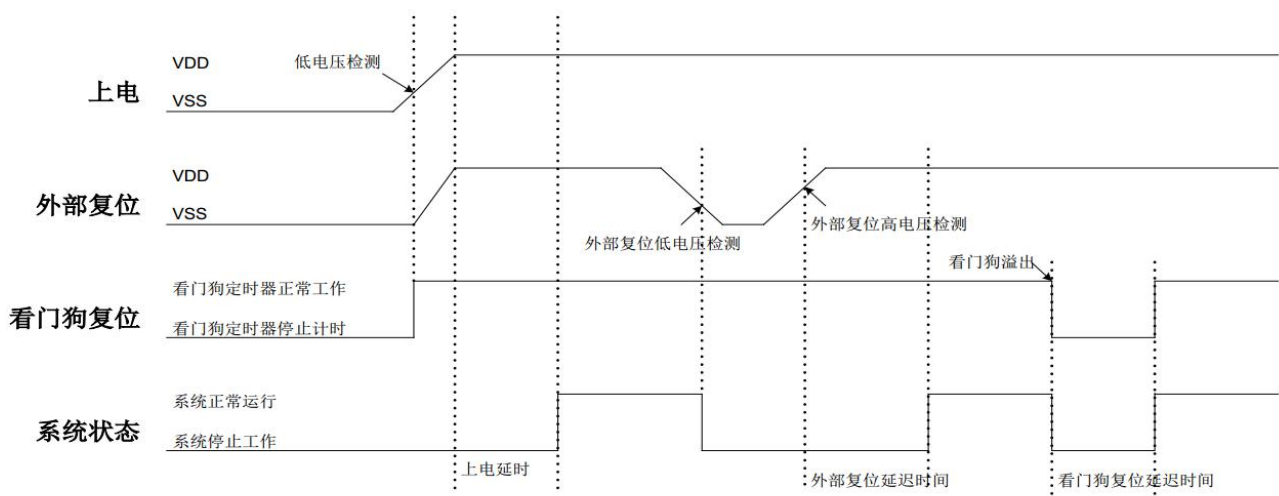 上电
VDD
VSS
低电压检测
外部复位
VDD
VSS
外部复位低电压检测
外部复位高电压检测
看门狗复位
看门狗定时器正常工作
看门狗定时器停止计时
看门狗溢出
系统状态
系统正常运行
系统停止工作
上电延时
外部复位延迟时间
看门狗复位延迟时间